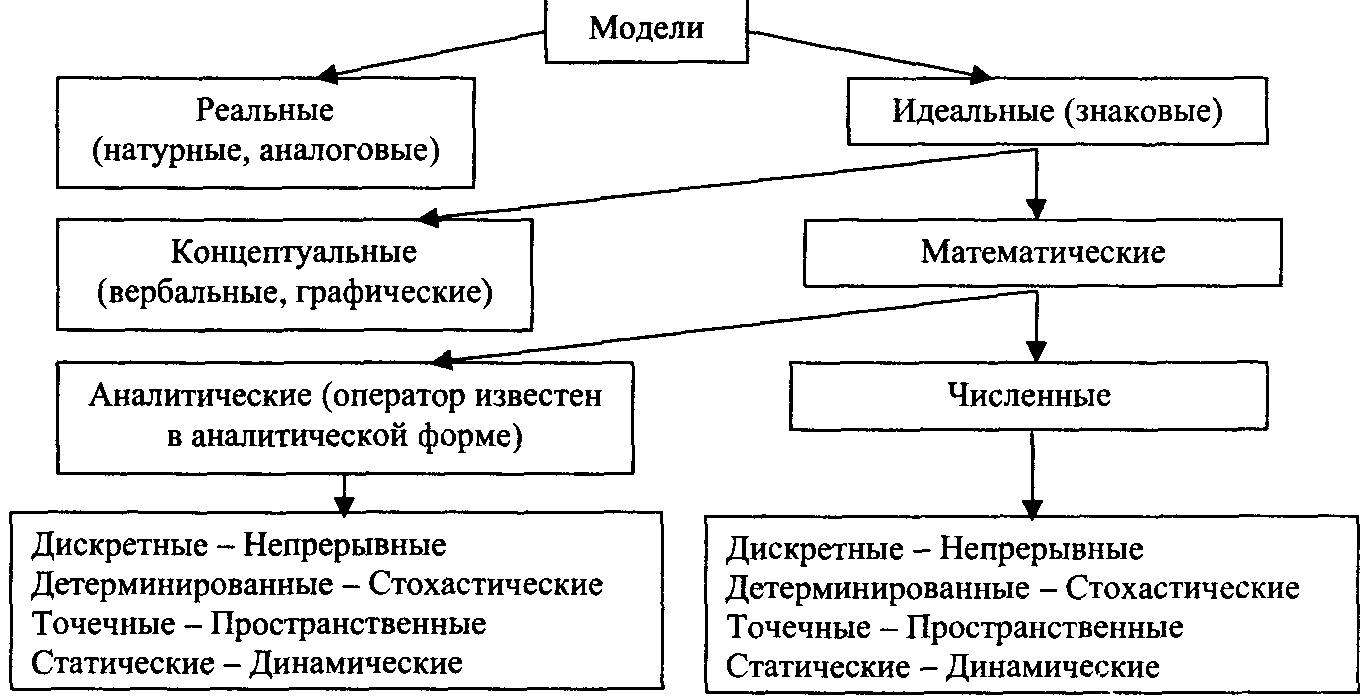 Модели
Реальные
(натурные, аналоговые)
Идеальные (знаковые)
Концептуальные
(вербальные, графические)
Математические
Аналитические (оператор известен
в аналитической форме)
Численные
Дискретные – Непрерывные
Детерминированные – Стохастические
Точечные – Пространственные
Статические – Динамические
Дискретные – Непрерывные
Детерминированные – Стохастические
Точечные – Пространственные
Статические – Динамические